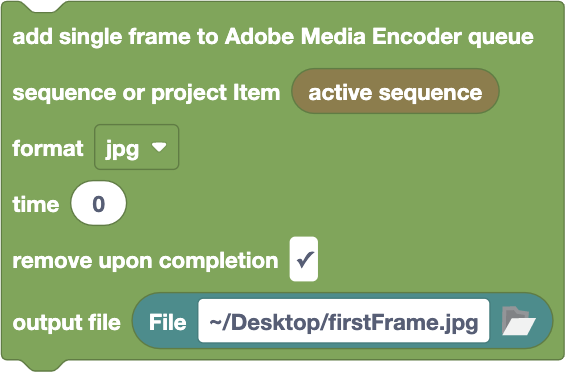 add single frame to Adobe Media Encoder queue
sequence or project Item active sequence
format jpg
time 0
remove upon completion ✓
output file File ~/Desktop/firstFrame.jpg